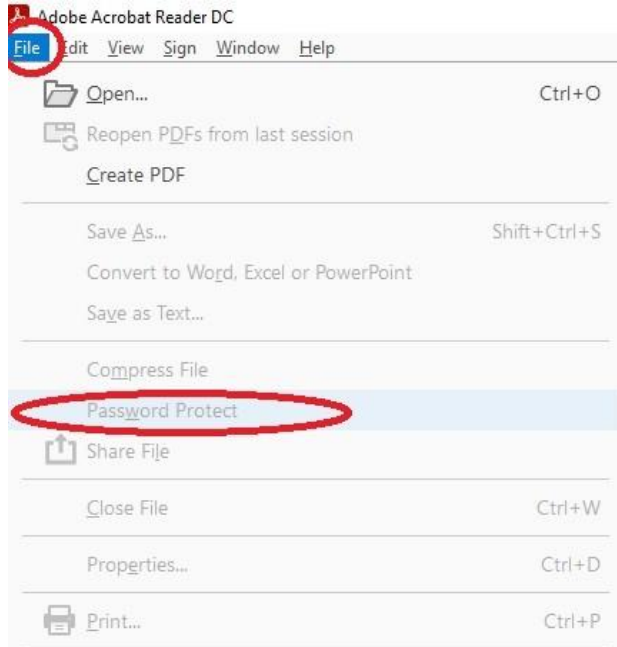 Adobe Acrobat Reader DC
File Edit View Sign Window Help
Open... Ctrl+O
Reopen PDFs from last session
Create PDF
Save As... Shift+Ctrl+S
Convert to Word, Excel or PowerPoint
Save as Text...
Compress File
Password Protect
Share File
Close File Ctrl+W
Properties... Ctrl+D
Print... Ctrl+P